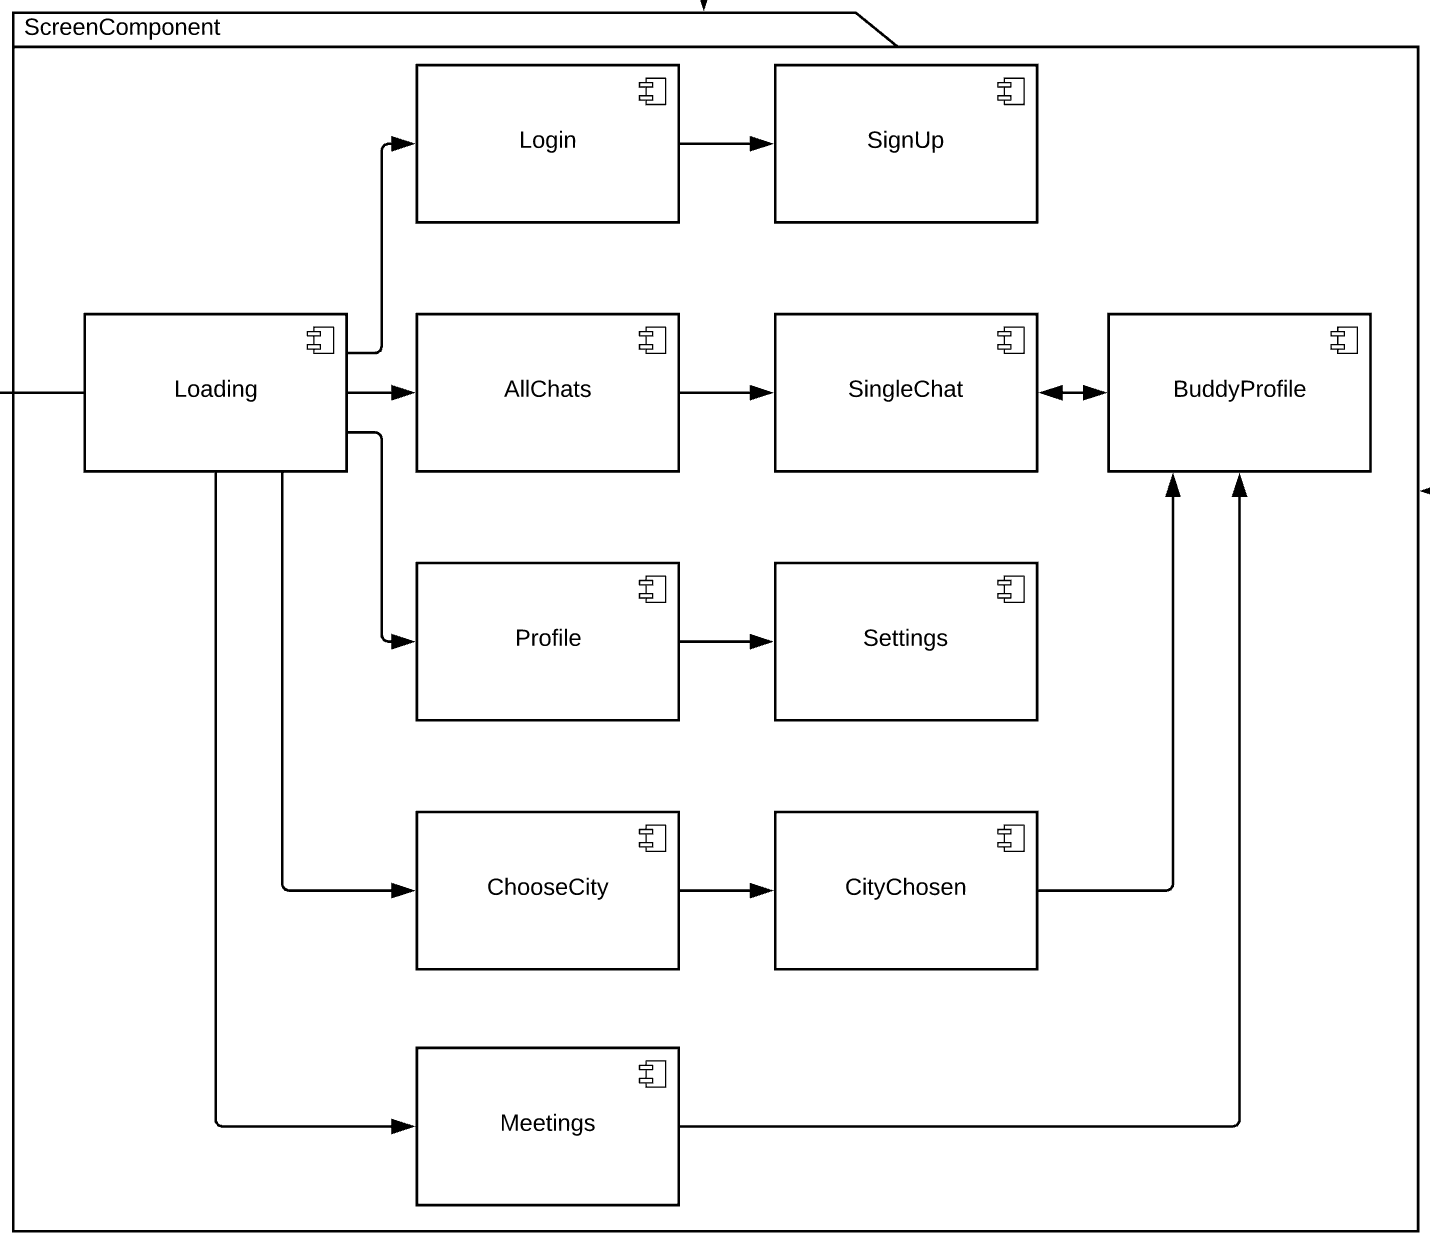 ScreenComponent
Login
SignUp
Loading
AllChats
SingleChat
BuddyProfile
Profile
Settings
ChooseCity
CityChosen
Meetings